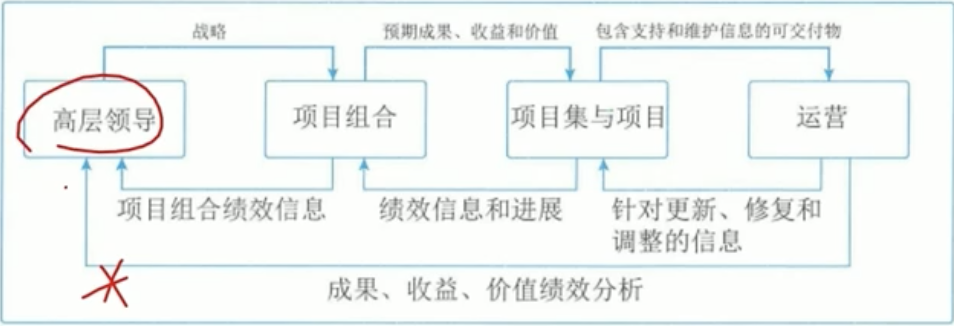 战略
预期成果、收益和价值
包含支持和维护信息的可交付物
高层领导
项目组合
项目集与项目
运营
项目组合绩效信息
绩效信息和进展
针对更新、修复和
调整的信息
成果、收益、价值绩效分析